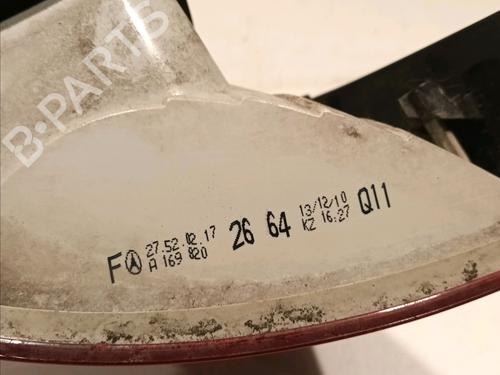 B-PARTS
F 27.52.02.17 26 64 13/12/10 Q11
A 169 820 KZ 16:27